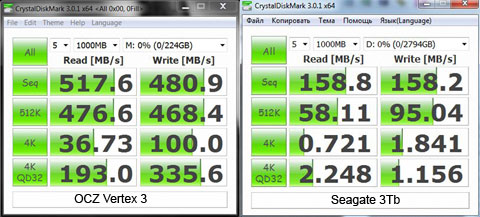 CrystalDiskMark 3.0.1 x64 <All 0x00, 0Fill>
File Edit Theme Help Language
All 5 1000MB M: 0% (0/224GB)
Read [MB/s] Write [MB/s]
Seq 517.6 480.9
512K 476.6 468.4
4K 36.73 100.0
4K QD32 193.0 335.6
OCZ Vertex 3
CrystalDiskMark 3.0.1 x64
Файл Копировать Тема Помощь Язык(Language)
All 5 1000MB D: 0% (0/2794GB)
Read [MB/s] Write [MB/s]
Seq 158.8 158.2
512K 58.11 95.04
4K 0.721 1.841
4K QD32 2.248 1.156
Seagate 3Tb